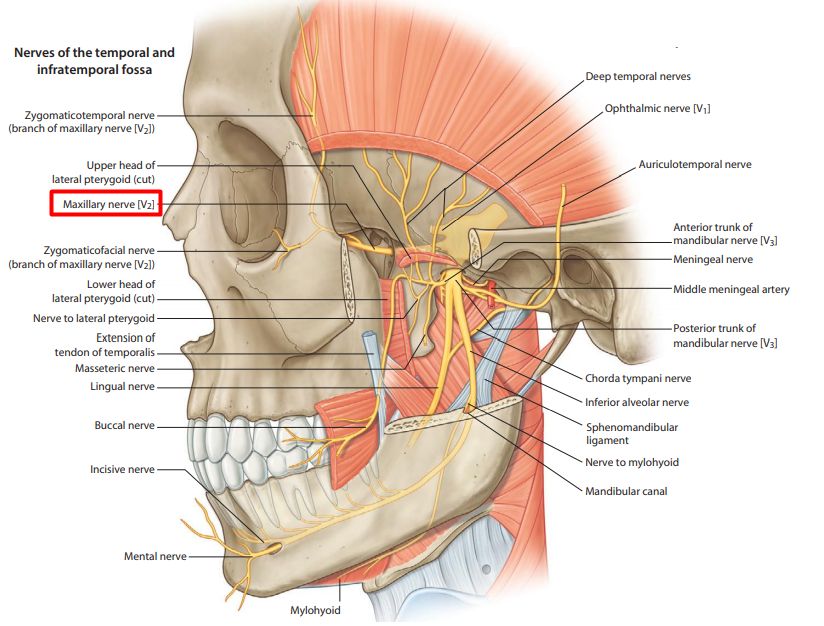 Nerves of the temporal and
infratemporal fossa
Zygomaticotemporal nerve
(branch of maxillary nerve [V₂])
Upper head of
lateral pterygoid (cut)
Maxillary nerve [V₂]
Zygomaticofacial nerve
(branch of maxillary nerve [V₂])
Lower head of
lateral pterygoid (cut)
Nerve to lateral pterygoid
Extension of
tendon of temporalis
Masseteric nerve
Lingual nerve
Buccal nerve
Incisive nerve
Mental nerve
Mylohyoid
Deep temporal nerves
Ophthalmic nerve [V₁]
Auriculotemporal nerve
Anterior trunk of
mandibular nerve [V₃]
Meningeal nerve
Middle meningeal artery
Posterior trunk of
mandibular nerve [V₃]
Chorda tympani nerve
Inferior alveolar nerve
Sphenomandibular
ligament
Nerve to mylohyoid
Mandibular canal